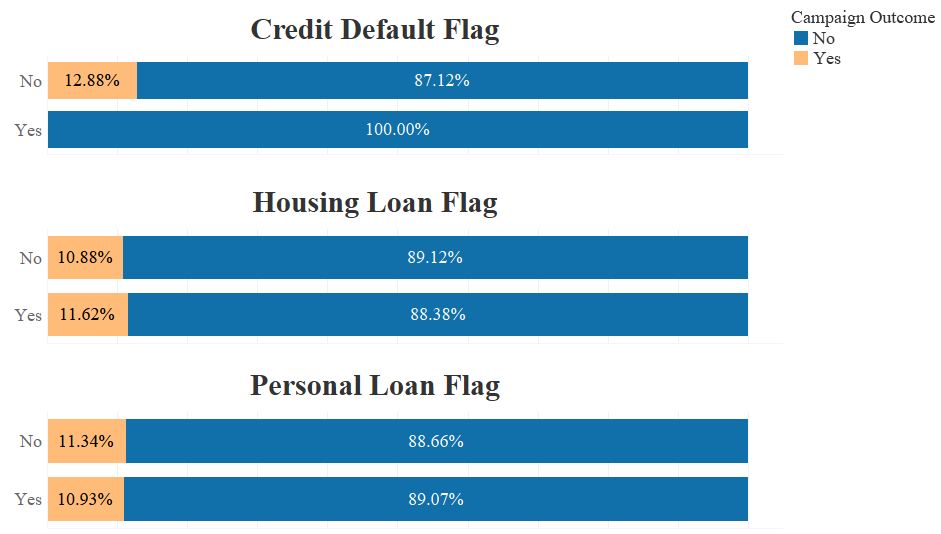 Credit Default Flag
Campaign Outcome
No
Yes
No 12.88% 87.12%
Yes 100.00%
Housing Loan Flag
No 10.88% 89.12%
Yes 11.62% 88.38%
Personal Loan Flag
No 11.34% 88.66%
Yes 10.93% 89.07%